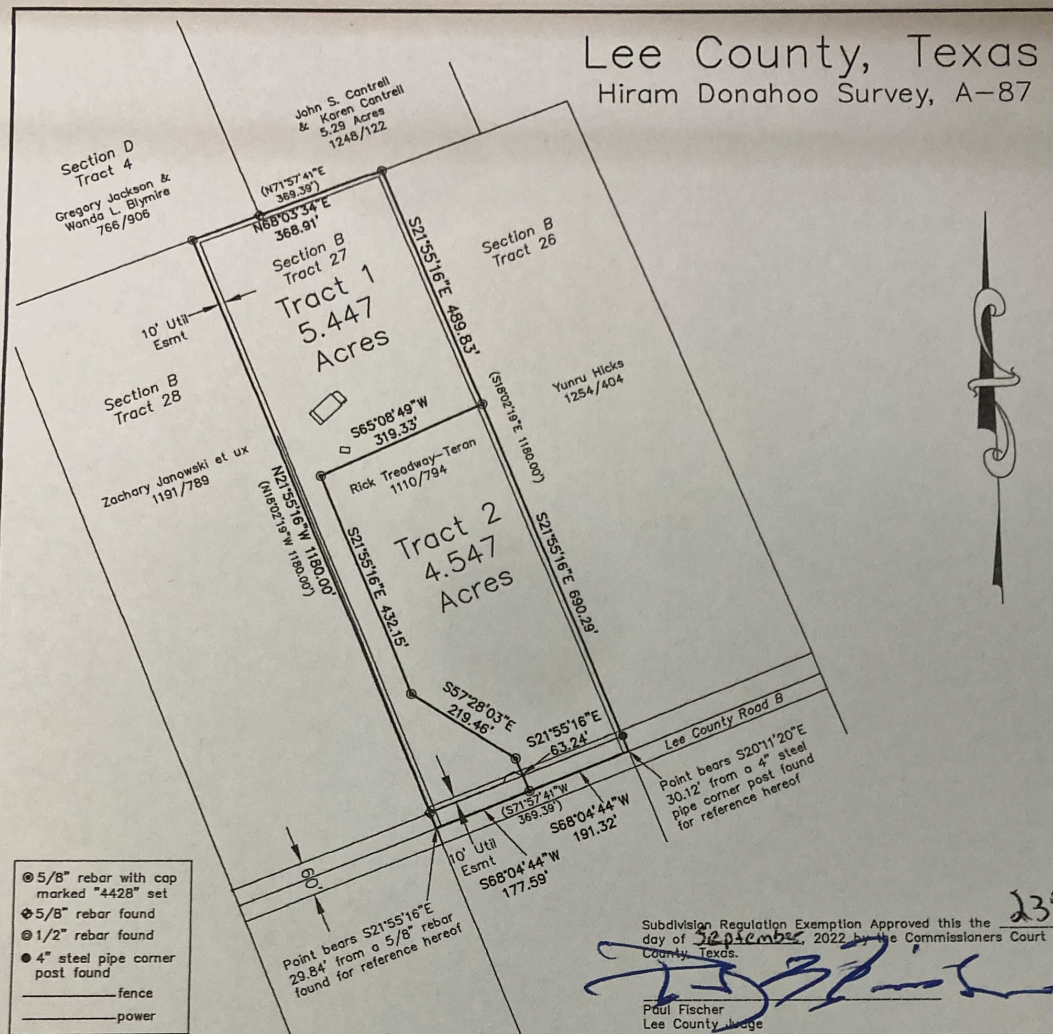 Lee County, Texas
Hiram Donahoo Survey, A-87
John S. Cantrell
& Karen Cantrell
5.29 Acres
1248/122
Section D
Tract 4
Gregory Jackson &
Wanda L. Blymire
766/906
(N71°57'41"E
369.39')
N68°03'34"E
368.91'
Section B
Tract 27
Tract 1
5.447
Acres
S21°55'16"E 489.83'
Section B
Tract 26
10' Util
Esmt
Section B
Tract 28
Zachary Janowski et ux
1191/789
S65°08'49"W
319.33'
(S18°02'19"E 1180.00')
Yunru Hicks
1254/404
Rick Treadway-Teran
1110/794
N21°55'16"W 1180.00'
(N18°02'19"W 1180.00')
S21°55'16"E 432.15'
Tract 2
4.547
Acres
S21°55'16"E 690.29'
S57°28'03"E
219.46'
S21°55'16"E
63.24'
Lee County Road B
(S71°57'41"W
369.39')
S68°04'44"W
191.32'
Point bears S20°11'20"E
30.12' from a 4" steel
pipe corner post found
for reference hereof
10' Util
Esmt
S68°04'44"W
177.59'
60'
Point bears S21°55'16"E
29.84' from a 5/8" rebar
found for reference hereof
5/8" rebar with cap
marked "4428" set
5/8" rebar found
1/2" rebar found
4" steel pipe corner
post found
fence
power
Subdivision Regulation Exemption Approved this the 23
day of September, 2022 by the Commissioners Court
County, Texas.
Paul Fischer
Lee County Judge